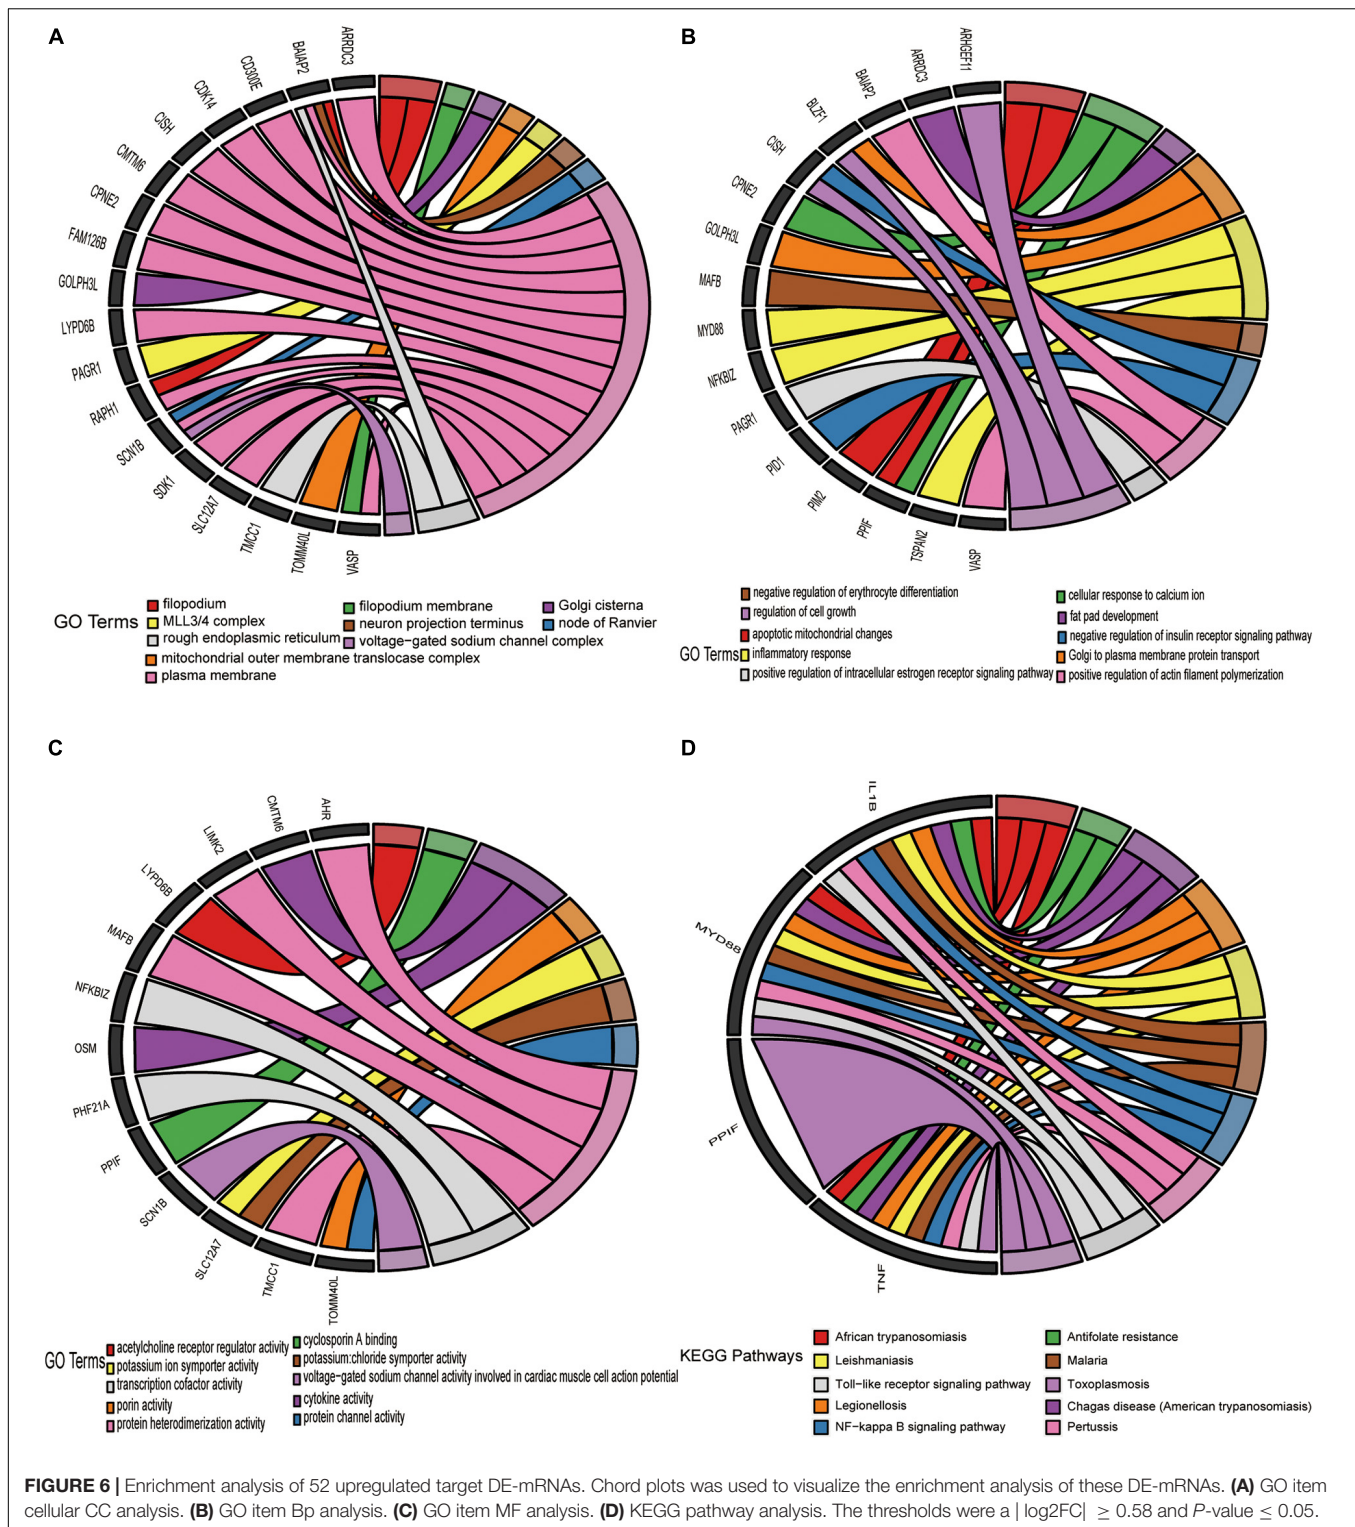 A
ARRDC3
BAIAP2
CD300E
CDK14
CISH
CMTM6
CPNE2
FAM126B
GOLPH3L
LYPD6B
PAGR1
RAPH1
SCN1B
SDK1
SLC12A7
TMCC1
TOMM40L
VASP
GO Terms
filopodium
MLL3/4 complex
rough endoplasmic reticulum
mitochondrial outer membrane translocase complex
plasma membrane
filopodium membrane
neuron projection terminus
voltage-gated sodium channel complex
Golgi cisterna
node of Ranvier
B
ARHGEF11
ARRDC3
BAIAP2
BLZF1
CISH
CPNE2
GOLPH3L
MAFB
MYD88
NFKBIZ
PAGR1
PID1
PIM2
PPIF
TSPAN2
VASP
GO Terms
negative regulation of erythrocyte differentiation
regulation of cell growth
apoptotic mitochondrial changes
inflammatory response
positive regulation of intracellular estrogen receptor signaling pathway
cellular response to calcium ion
fat pad development
negative regulation of insulin receptor signaling pathway
Golgi to plasma membrane protein transport
positive regulation of actin filament polymerization
C
AHR
CMTM6
LIMK2
LYPD6B
MAFB
NFKBIZ
OSM
PHF21A
PPIF
SCN1B
SLC12A7
TMCC1
TOMM40L
GO Terms
acetylcholine receptor regulator activity
potassium ion symporter activity
transcription cofactor activity
porin activity
protein heterodimerization activity
cyclosporin A binding
potassium:chloride symporter activity
voltage-gated sodium channel activity involved in cardiac muscle cell action potential
cytokine activity
protein channel activity
D
IL1B
MYD88
PPIF
TNF
KEGG Pathways
African trypanosomiasis
Leishmaniasis
Toll−like receptor signaling pathway
Legionellosis
NF−kappa B signaling pathway
Antifolate resistance
Malaria
Toxoplasmosis
Chagas disease (American trypanosomiasis)
Pertussis
FIGURE 6 | Enrichment analysis of 52 upregulated target DE-mRNAs. Chord plots was used to visualize the enrichment analysis of these DE-mRNAs. (A) GO item
cellular CC analysis. (B) GO item Bp analysis. (C) GO item MF analysis. (D) KEGG pathway analysis. The thresholds were a | log2FC| ≥ 0.58 and P-value ≤ 0.05.